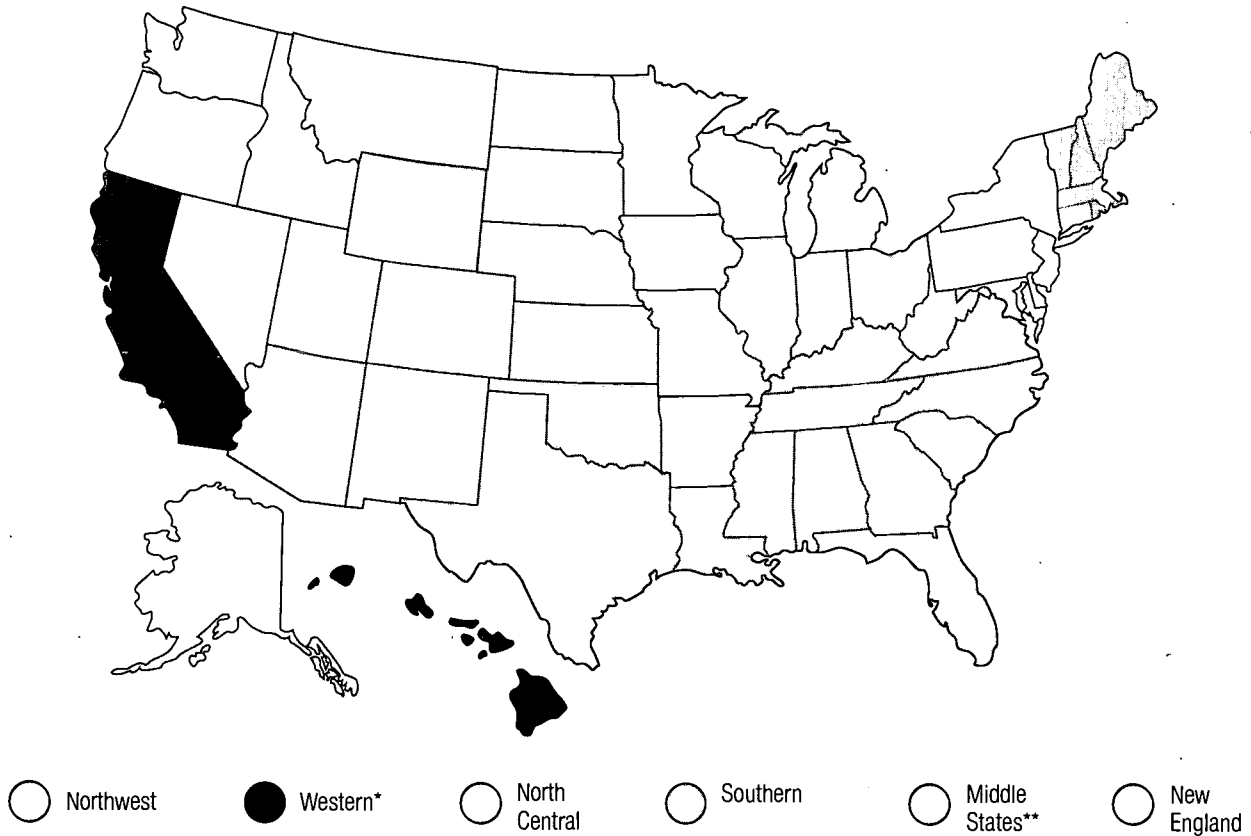 Northwest
Western*
North
Central
Southern
Middle
States**
New
England